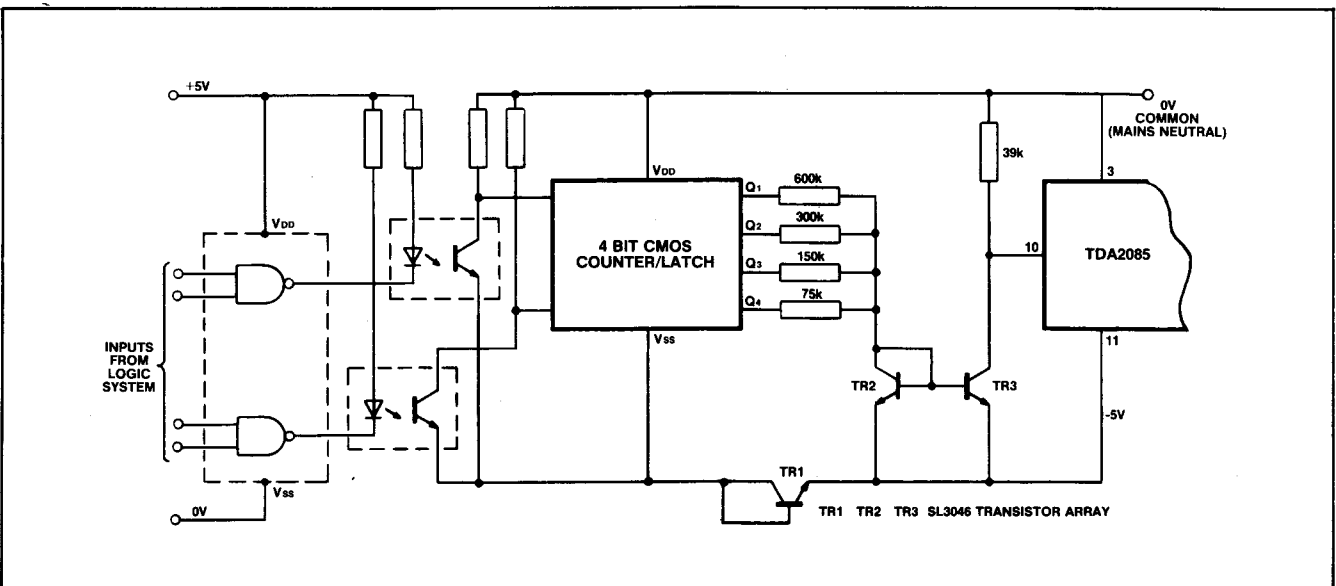 +5V
0V
COMMON
(MAINS NEUTRAL)
39k
3
VDD
Q1
600k
VDD
Q2
300k
10
TDA2085
4 BIT CMOS
COUNTER/LATCH
Q3
150k
Q4
75k
VSS
11
INPUTS
FROM
LOGIC
SYSTEM
TR2
TR3
-5V
TR1
VSS
0V
TR1 TR2 TR3 SL3046 TRANSISTOR ARRAY